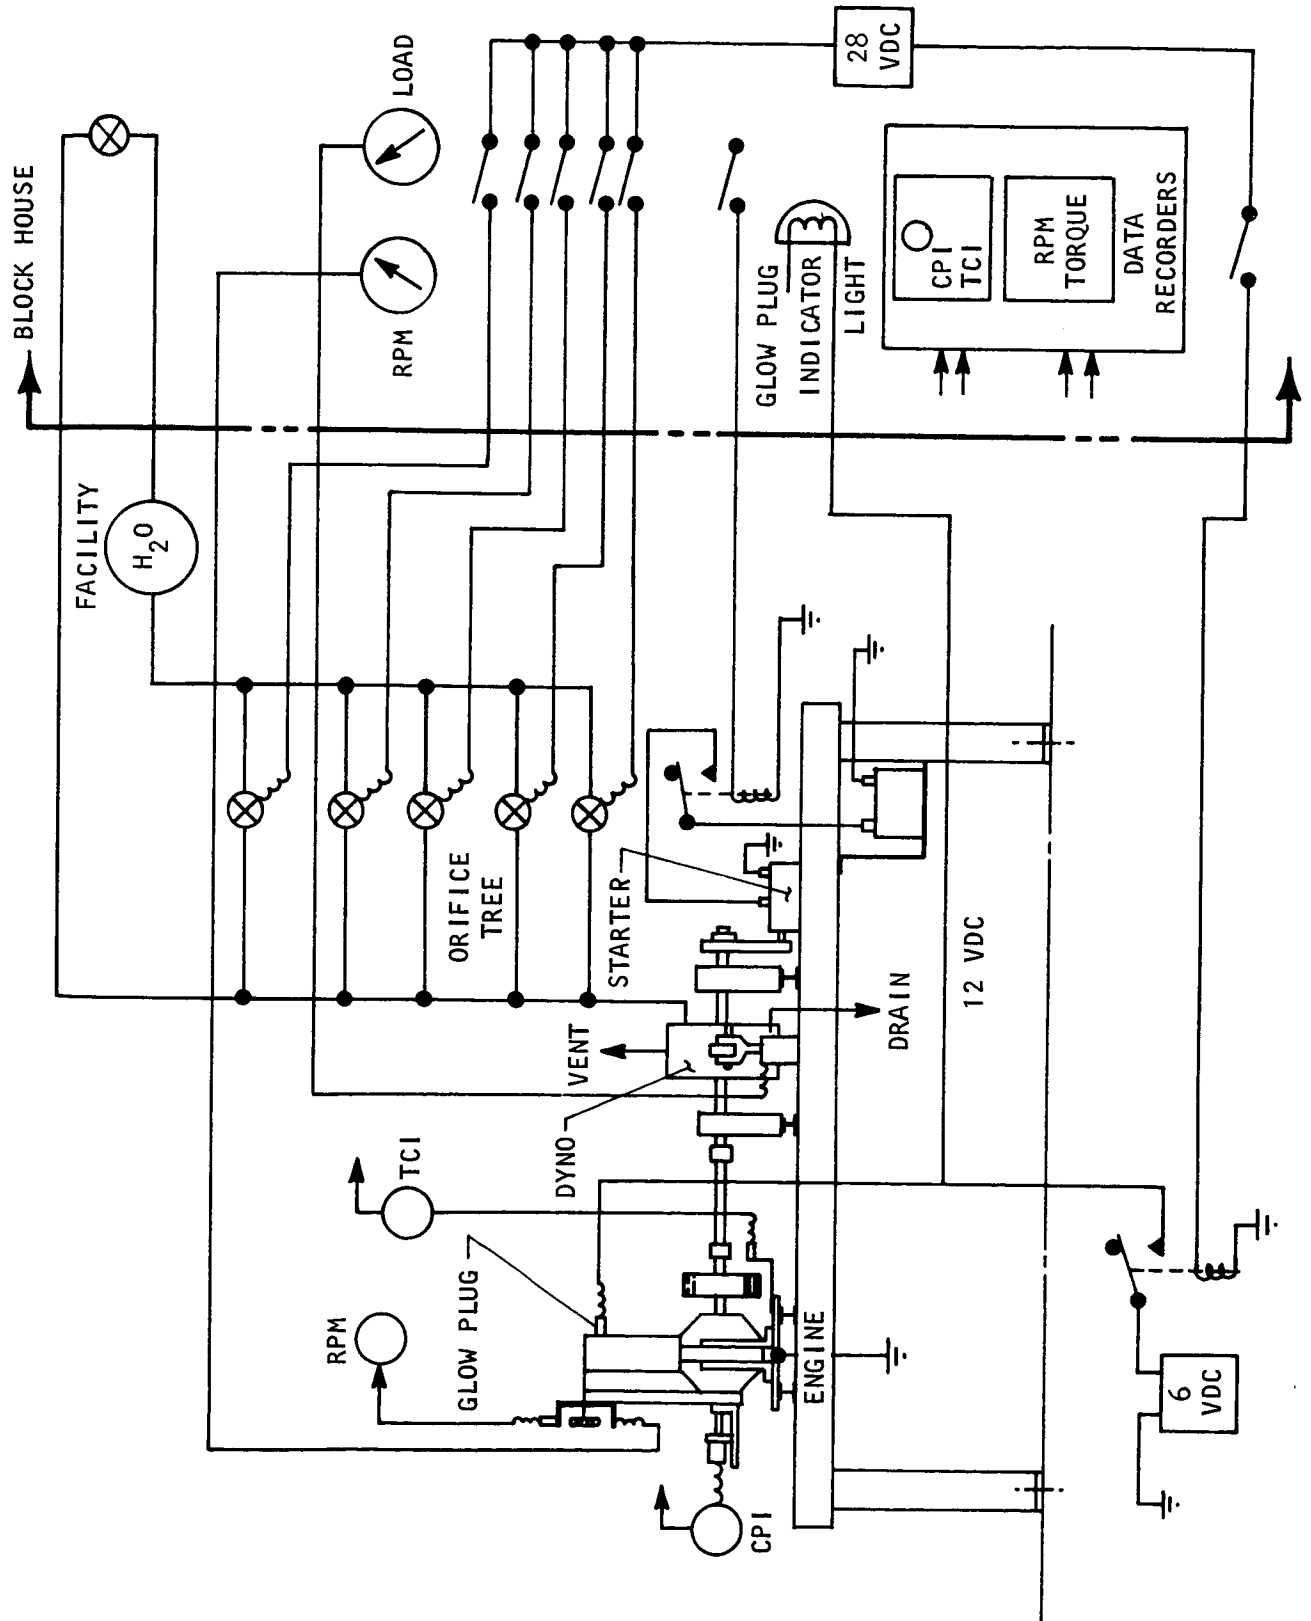 BLOCK HOUSE
FACILITY
H2O
RPM
LOAD
28
VDC
GLOW PLUG
INDICATOR
LIGHT
CPI
TCI
RPM
TORQUE
DATA
RECORDERS
ORIFICE
TREE
STARTER
VENT
DYNO
DRAIN
12 VDC
TCI
RPM
GLOW PLUG
CPI
ENGINE
6
VDC